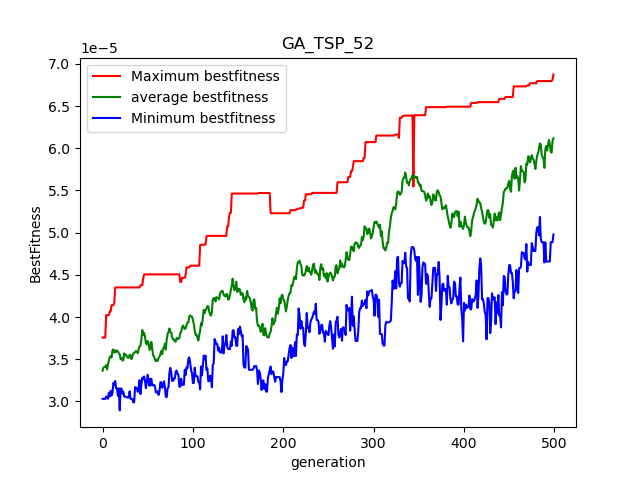 GA_TSP_52
1e−5
7.0
6.5
6.0
5.5
5.0
4.5
4.0
3.5
3.0
BestFitness
Maximum bestfitness
average bestfitness
Minimum bestfitness
0 100 200 300 400 500
generation